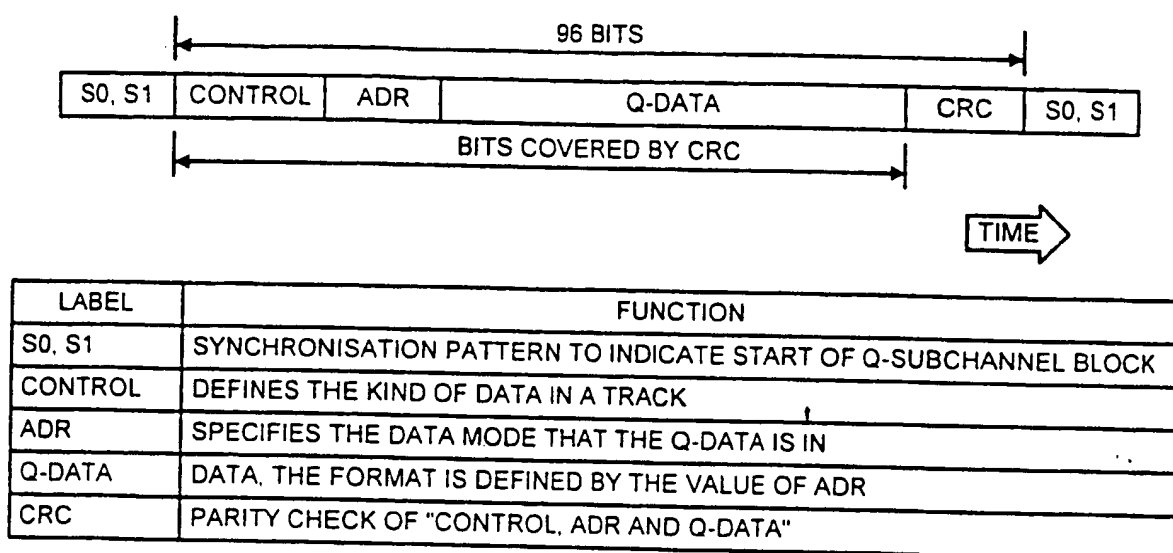 96 BITS
S0, S1 CONTROL ADR Q-DATA CRC S0, S1
BITS COVERED BY CRC
TIME
LABEL FUNCTION
S0, S1 SYNCHRONISATION PATTERN TO INDICATE START OF Q-SUBCHANNEL BLOCK
CONTROL DEFINES THE KIND OF DATA IN A TRACK
ADR SPECIFIES THE DATA MODE THAT THE Q-DATA IS IN
Q-DATA DATA, THE FORMAT IS DEFINED BY THE VALUE OF ADR
CRC PARITY CHECK OF "CONTROL, ADR AND Q-DATA"